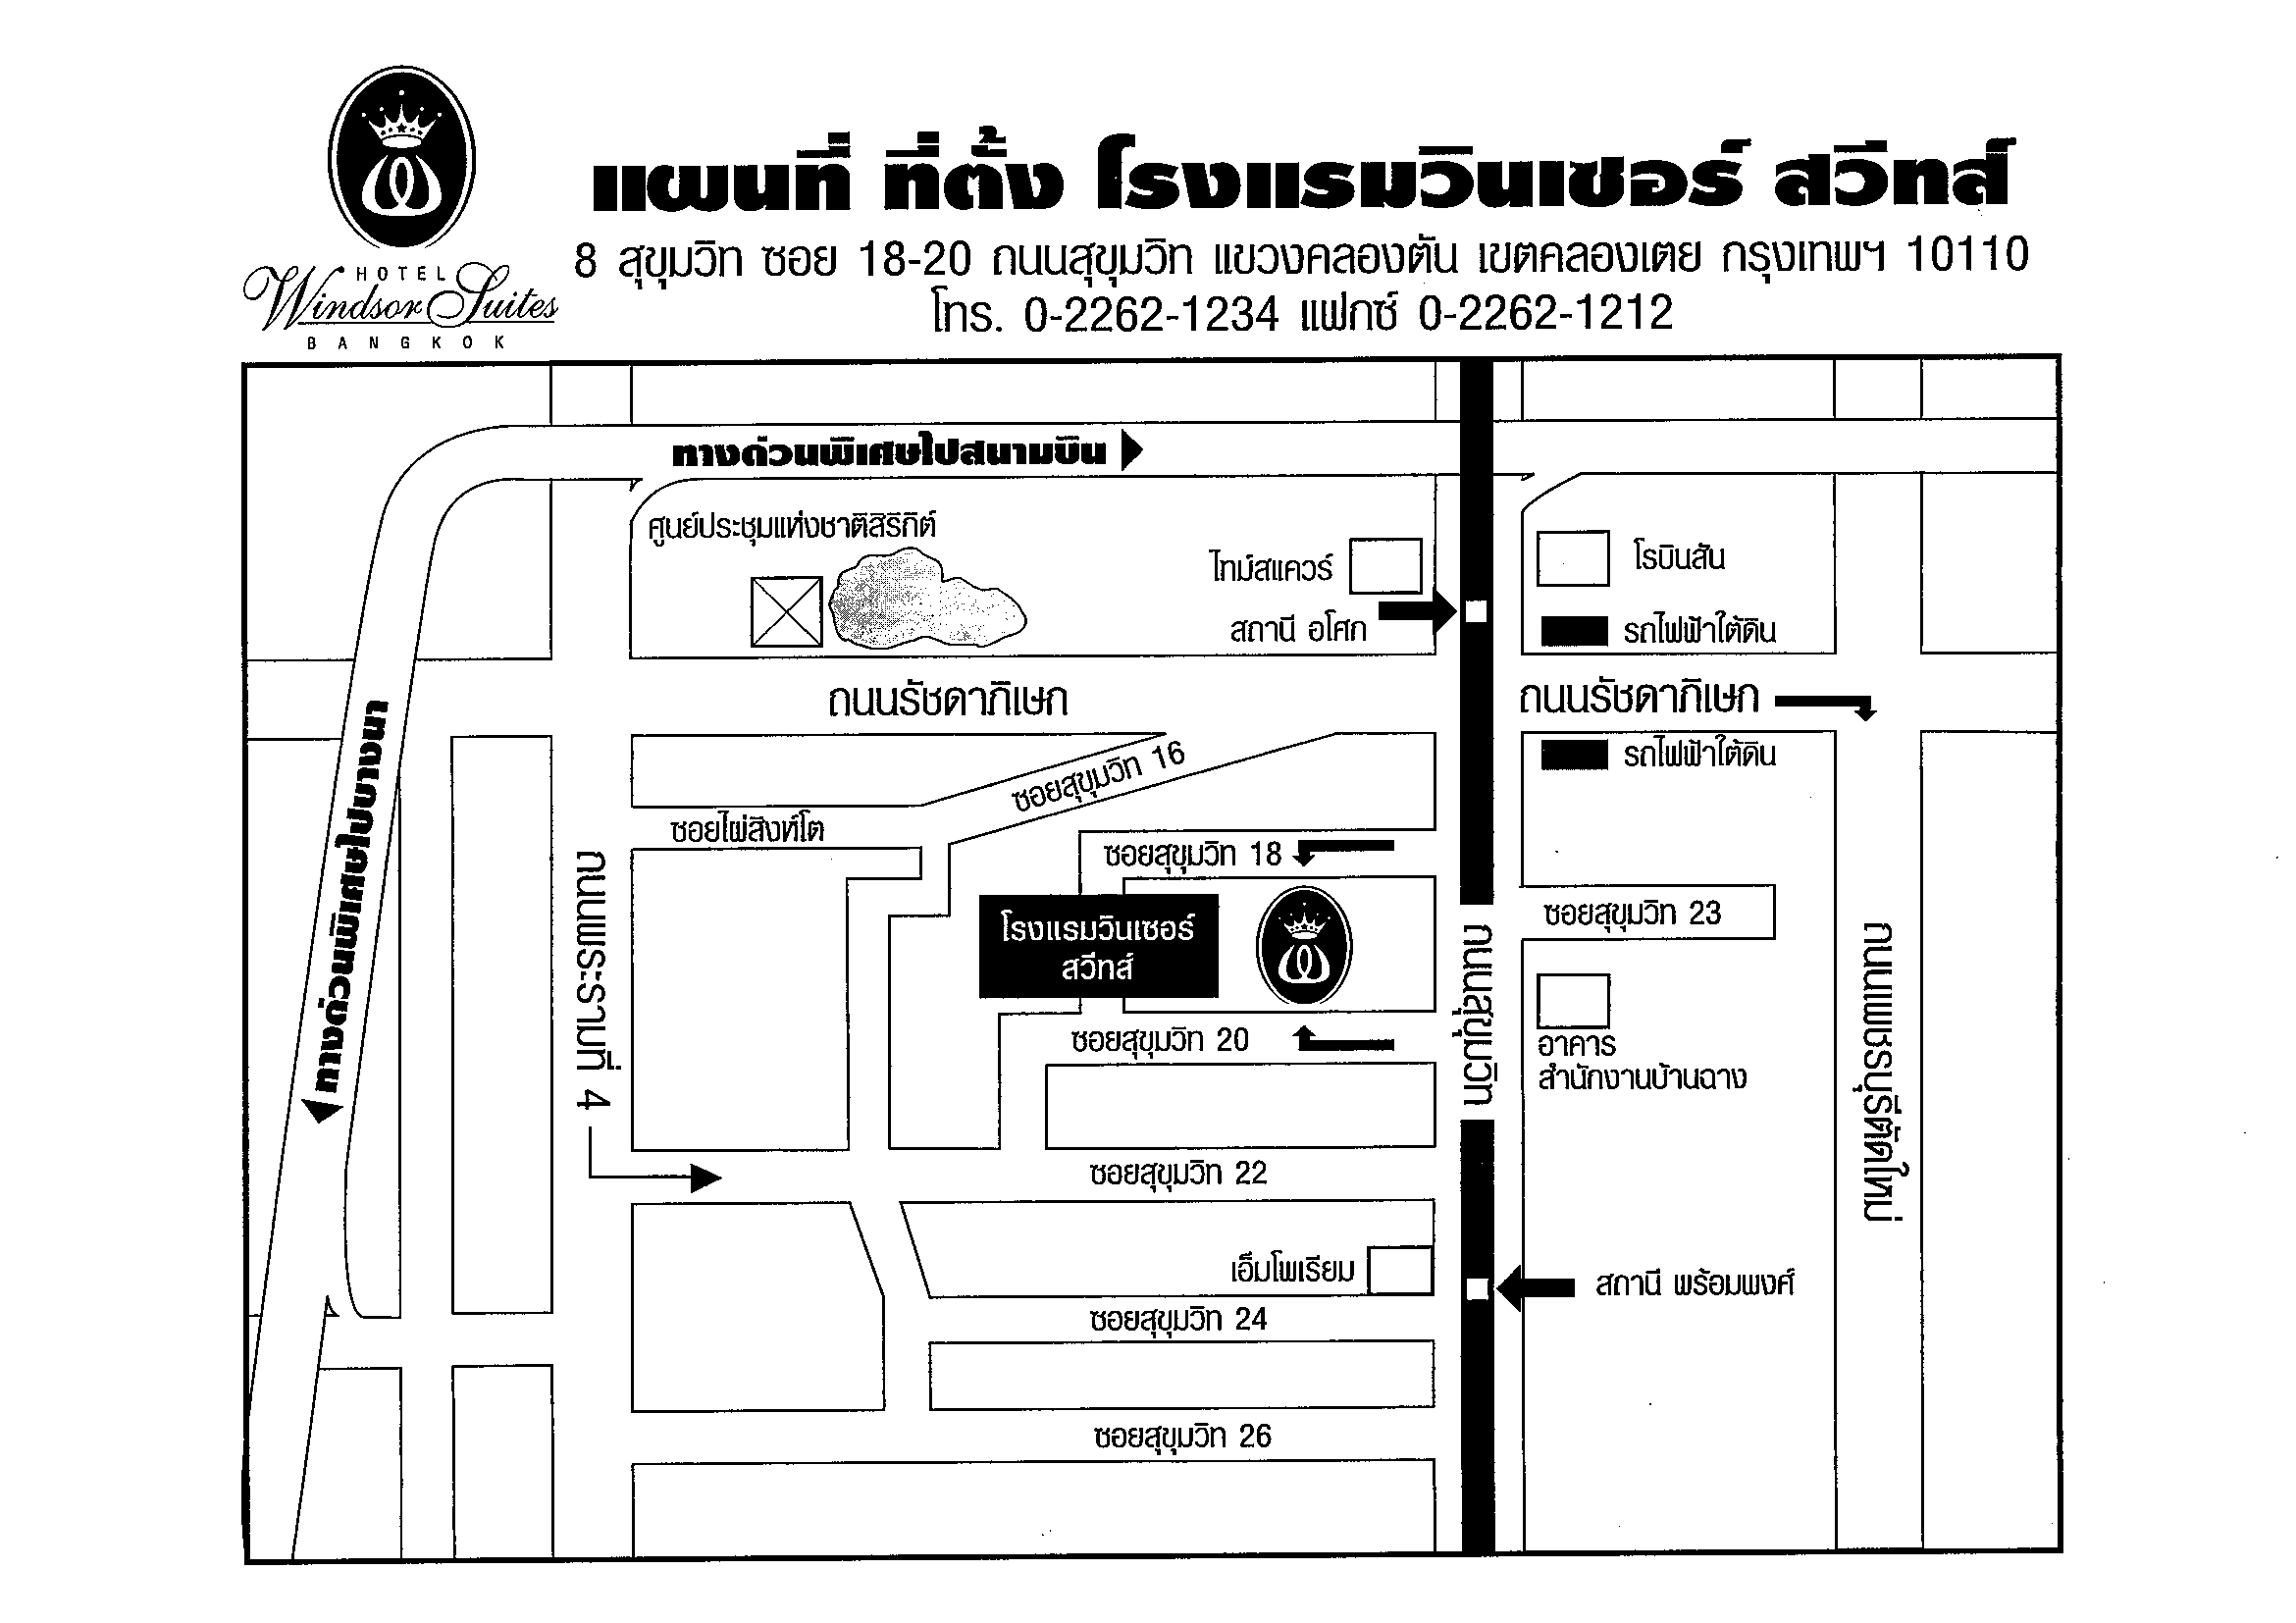 แผนที่ ที่ตั้ง โรงแรมวินเซอร์ สวีทส์
HOTEL
Windsor Suites
BANGKOK
8 สุขุมวิท ซอย 18-20 ถนนสุขุมวิท แขวงคลองตัน เขตคลองเตย กรุงเทพฯ 10110
โทร. 0-2262-1234 แฟกซ์ 0-2262-1212
ทางด่วนพิเศษไปสนามบิน
ศูนย์ประชุมแห่งชาติสิริกิต์
ไทม์สแควร์
โรบินสัน
สถานี อโศก
รถไฟฟ้าใต้ดิน
ถนนรัชดาภิเษก
ถนนรัชดาภิเษก
รถไฟฟ้าใต้ดิน
ทางด่วนพิเศษไปบางนา
ซอยสุขุมวิท 16
ซอยไผ่สิงห์โต
ซอยสุขุมวิท 18
ถนนพระรามที่ 4
โรงแรมวินเซอร์
สวีทส์
ซอยสุขุมวิท 23
ถนนสุขุมวิท
ถนนเพชรบุรีตัดใหม่
ซอยสุขุมวิท 20
อาคาร
สำนักงานบ้านฉาง
ซอยสุขุมวิท 22
เอ็มโพเรียม
สถานี พร้อมพงศ์
ซอยสุขุมวิท 24
ซอยสุขุมวิท 26